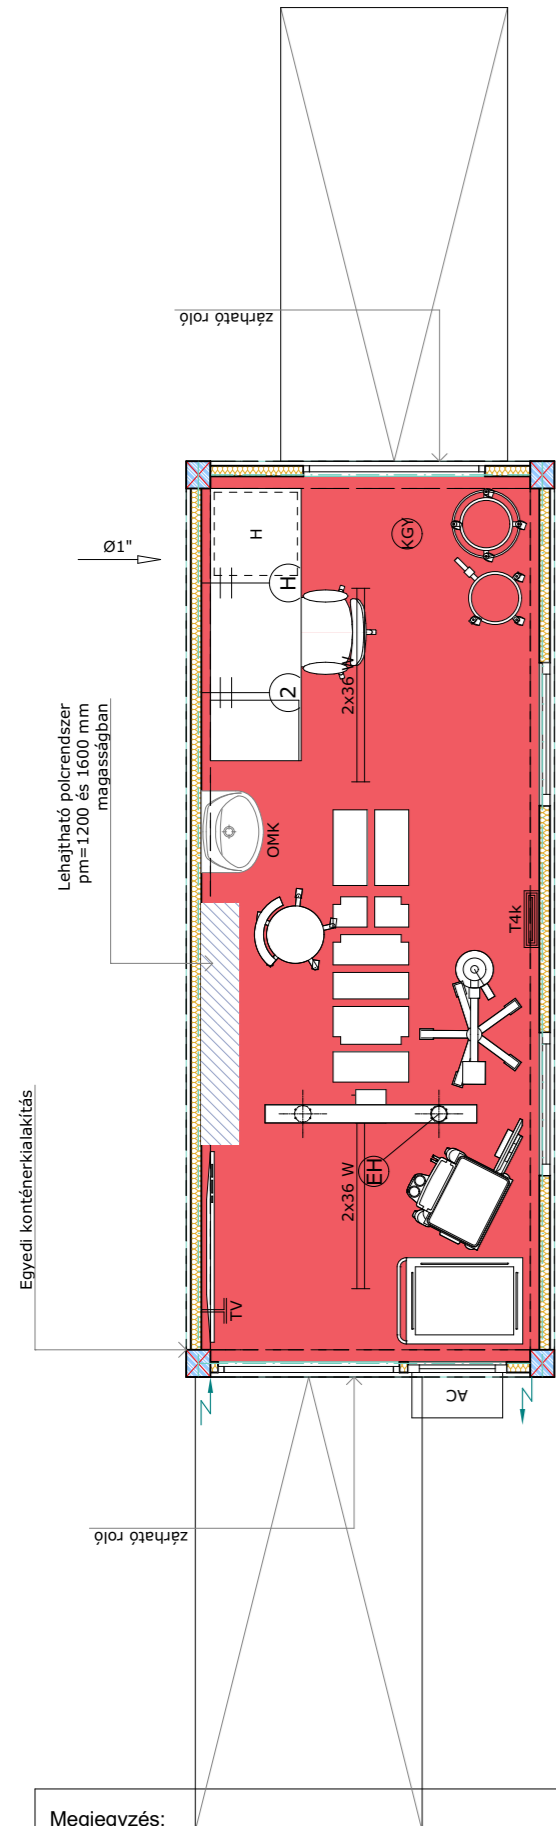 zárható roló
Ø1"
Lehajtható polcrendszer
pm=1200 és 1600 mm
magasságban
H
H
KGY
2
2x36 W
OMK
T4k
Egyedi konténerkialakítás
EH
2x36 W
TV
AC
zárható roló
Megjegyzés: